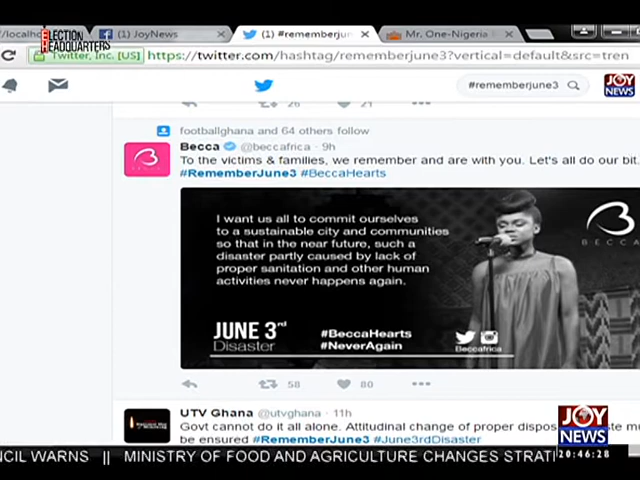 ELECTION
HEADQUARTERS
(1) JoyNews
(1) #rememberjun
Mr. One-Nigeria
Twitter, Inc. [US]
https://twitter.com/hashtag/rememberjune3?vertical=default&src=tren
#rememberjune3
JOY
NEWS
26
21
footballghana and 64 others follow
Becca @beccafrica · 9h
To the victims & families, we remember and are with you. Let's all do our bit.
#RememberJune3 #BeccaHearts
I want us all to commit ourselves
to a sustainable city and communities
so that in the near future, such a
disaster partly caused by lack of
proper sanitation and other human
activities never happens again.
BECCA
JUNE 3rd
Disaster
#BeccaHearts
#NeverAgain
Beccafrica
58
80
UTV Ghana @utvghana · 11h
Govt cannot do it all alone. Attitudinal change of proper dispos
be ensured #RememberJune3 #June3rdDisaster
JOY
NEWS
20:46:28
NCIL WARNS || MINISTRY OF FOOD AND AGRICULTURE CHANGES STRATI